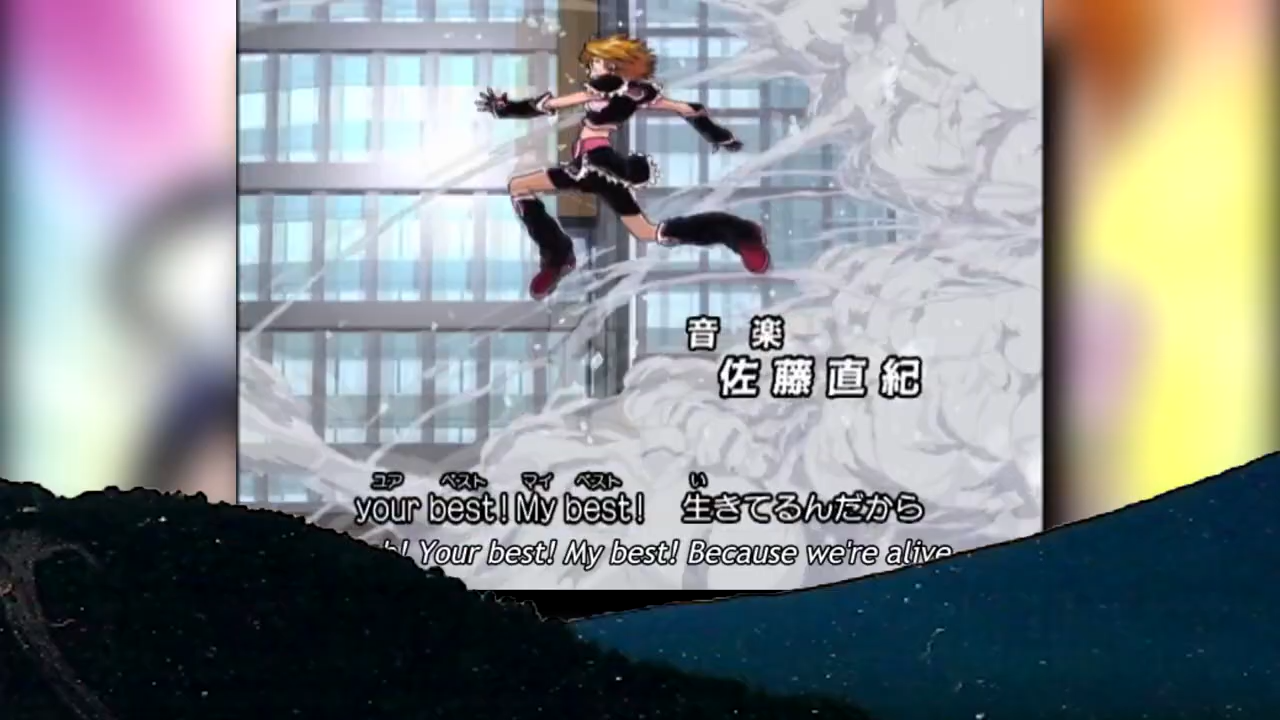 音楽
佐藤直紀
ユア ベスト マイ ベスト い
your best! My best! 生きてるんだから
h! Your best! My best! Because we're alive